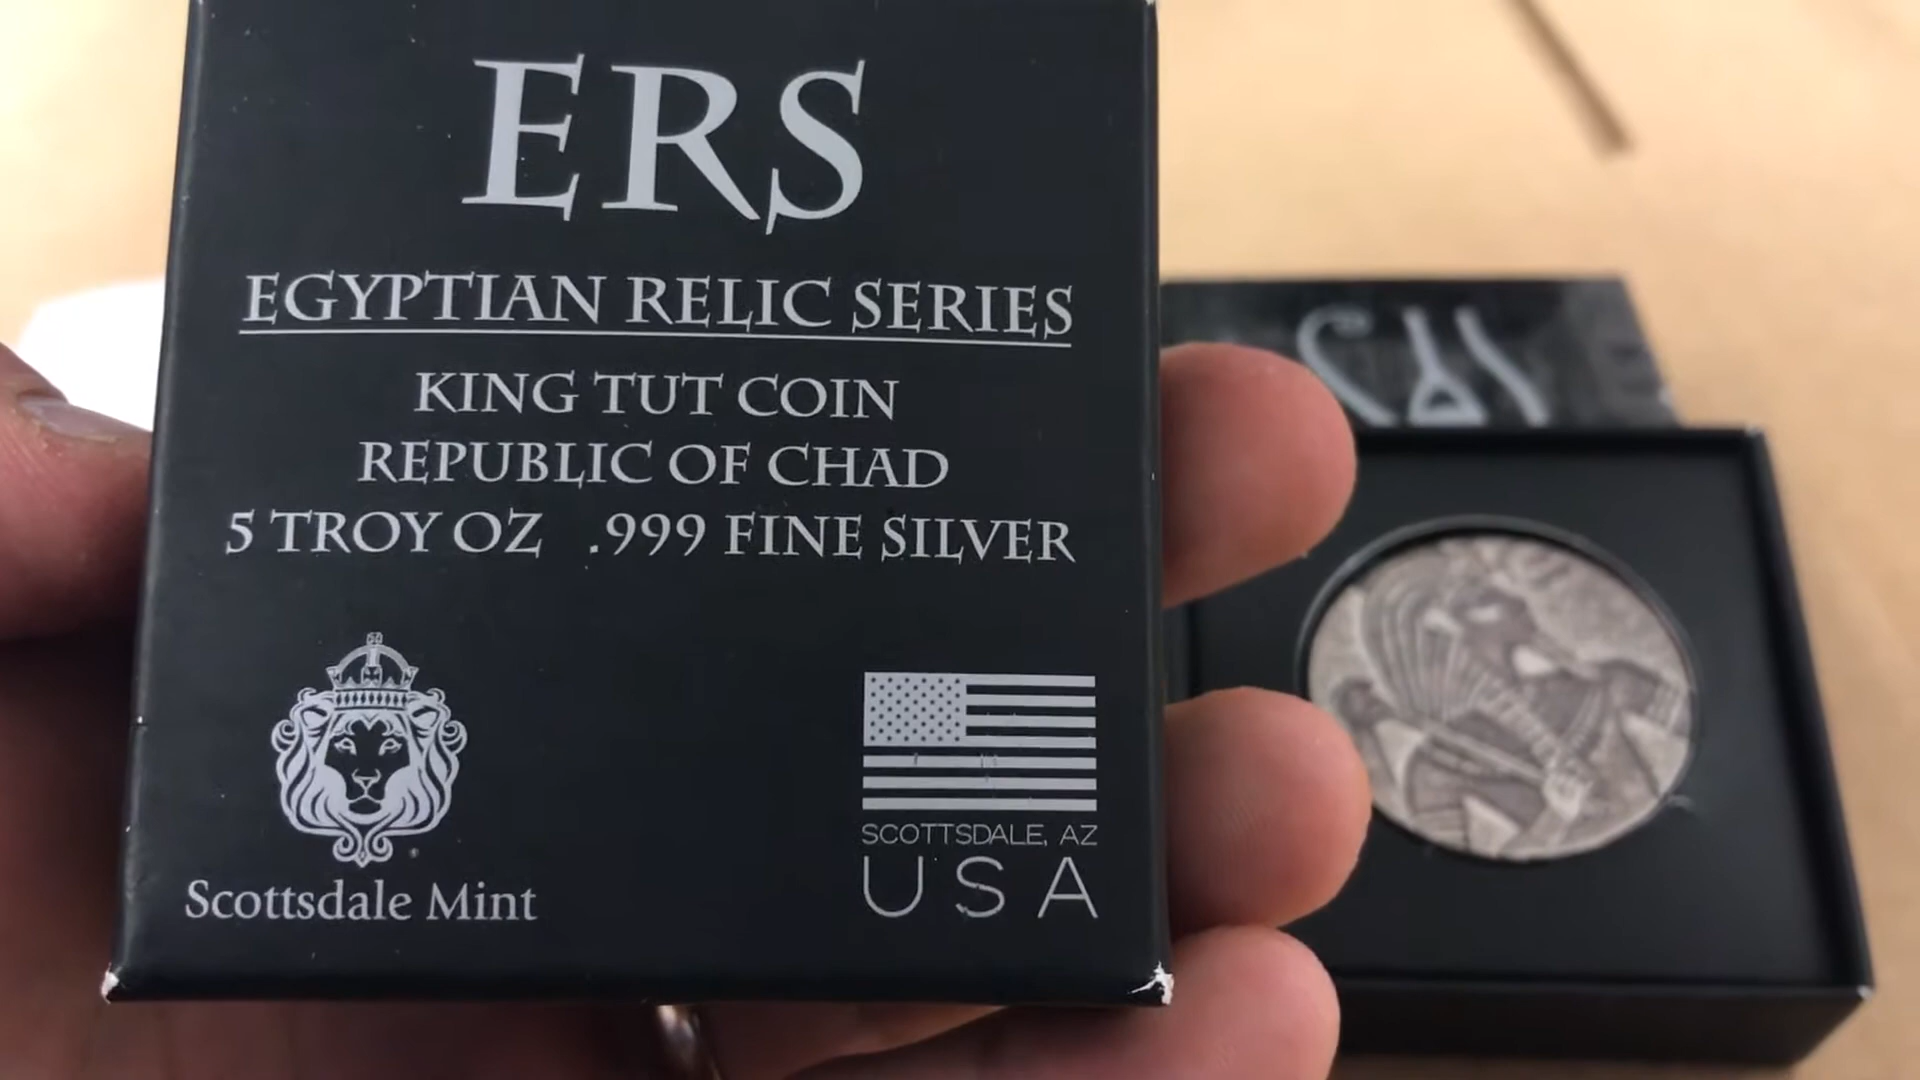 ERS
EGYPTIAN RELIC SERIES
KING TUT COIN
REPUBLIC OF CHAD
5 TROY OZ .999 FINE SILVER
Scottsdale Mint
SCOTTSDALE, AZ
USA